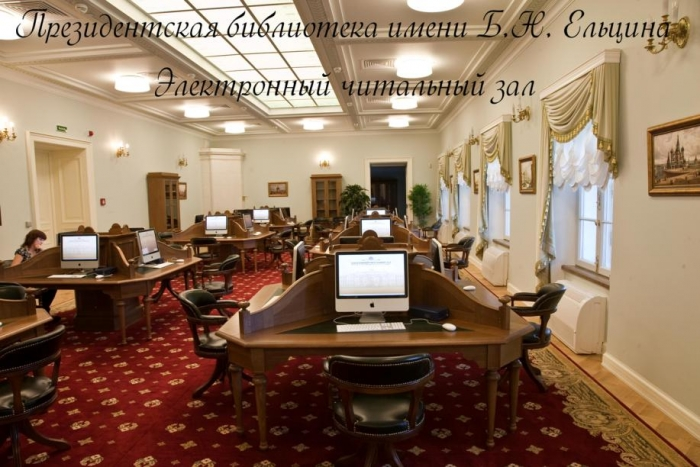 Президентская библиотека имени Б.Н. Ельцина
Электронный читальный зал